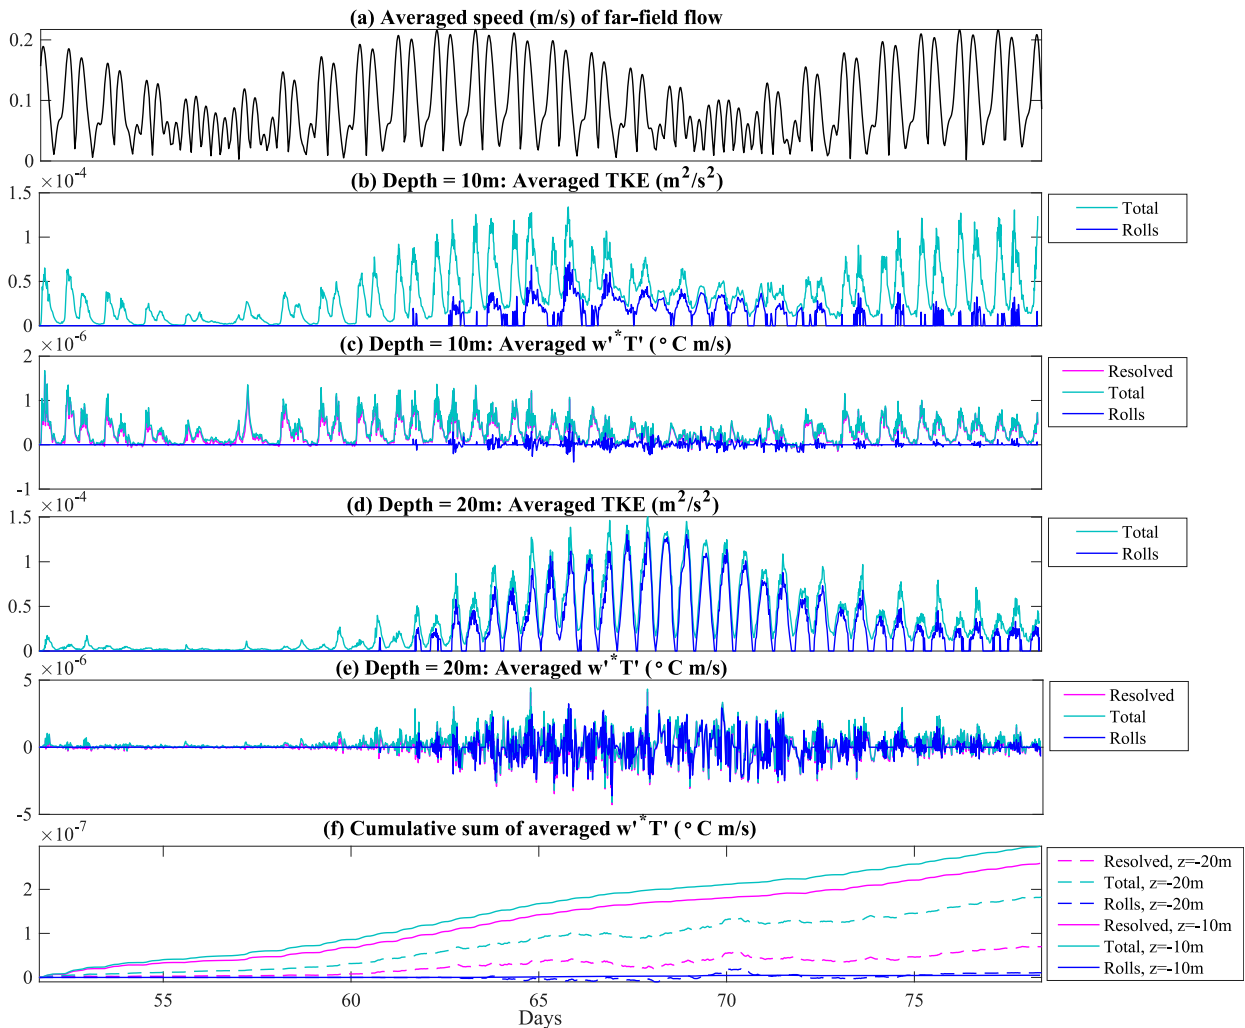 (a) Averaged speed (m/s) of far-field flow
0.2
0.1
0
×10⁻⁴
(b) Depth = 10m: Averaged TKE (m²/s²)
1.5
1
0.5
0
Total
Rolls
×10⁻⁶
(c) Depth = 10m: Averaged w'*T' (° C m/s)
2
1
0
-1
Resolved
Total
Rolls
×10⁻⁴
(d) Depth = 20m: Averaged TKE (m²/s²)
1.5
1
0.5
0
Total
Rolls
×10⁻⁶
(e) Depth = 20m: Averaged w'*T' (° C m/s)
5
0
-5
Resolved
Total
Rolls
×10⁻⁷
(f) Cumulative sum of averaged w'*T' (° C m/s)
2
1
0
Resolved, z=-20m
Total, z=-20m
Rolls, z=-20m
Resolved, z=-10m
Total, z=-10m
Rolls, z=-10m
55 60 65 70 75
Days